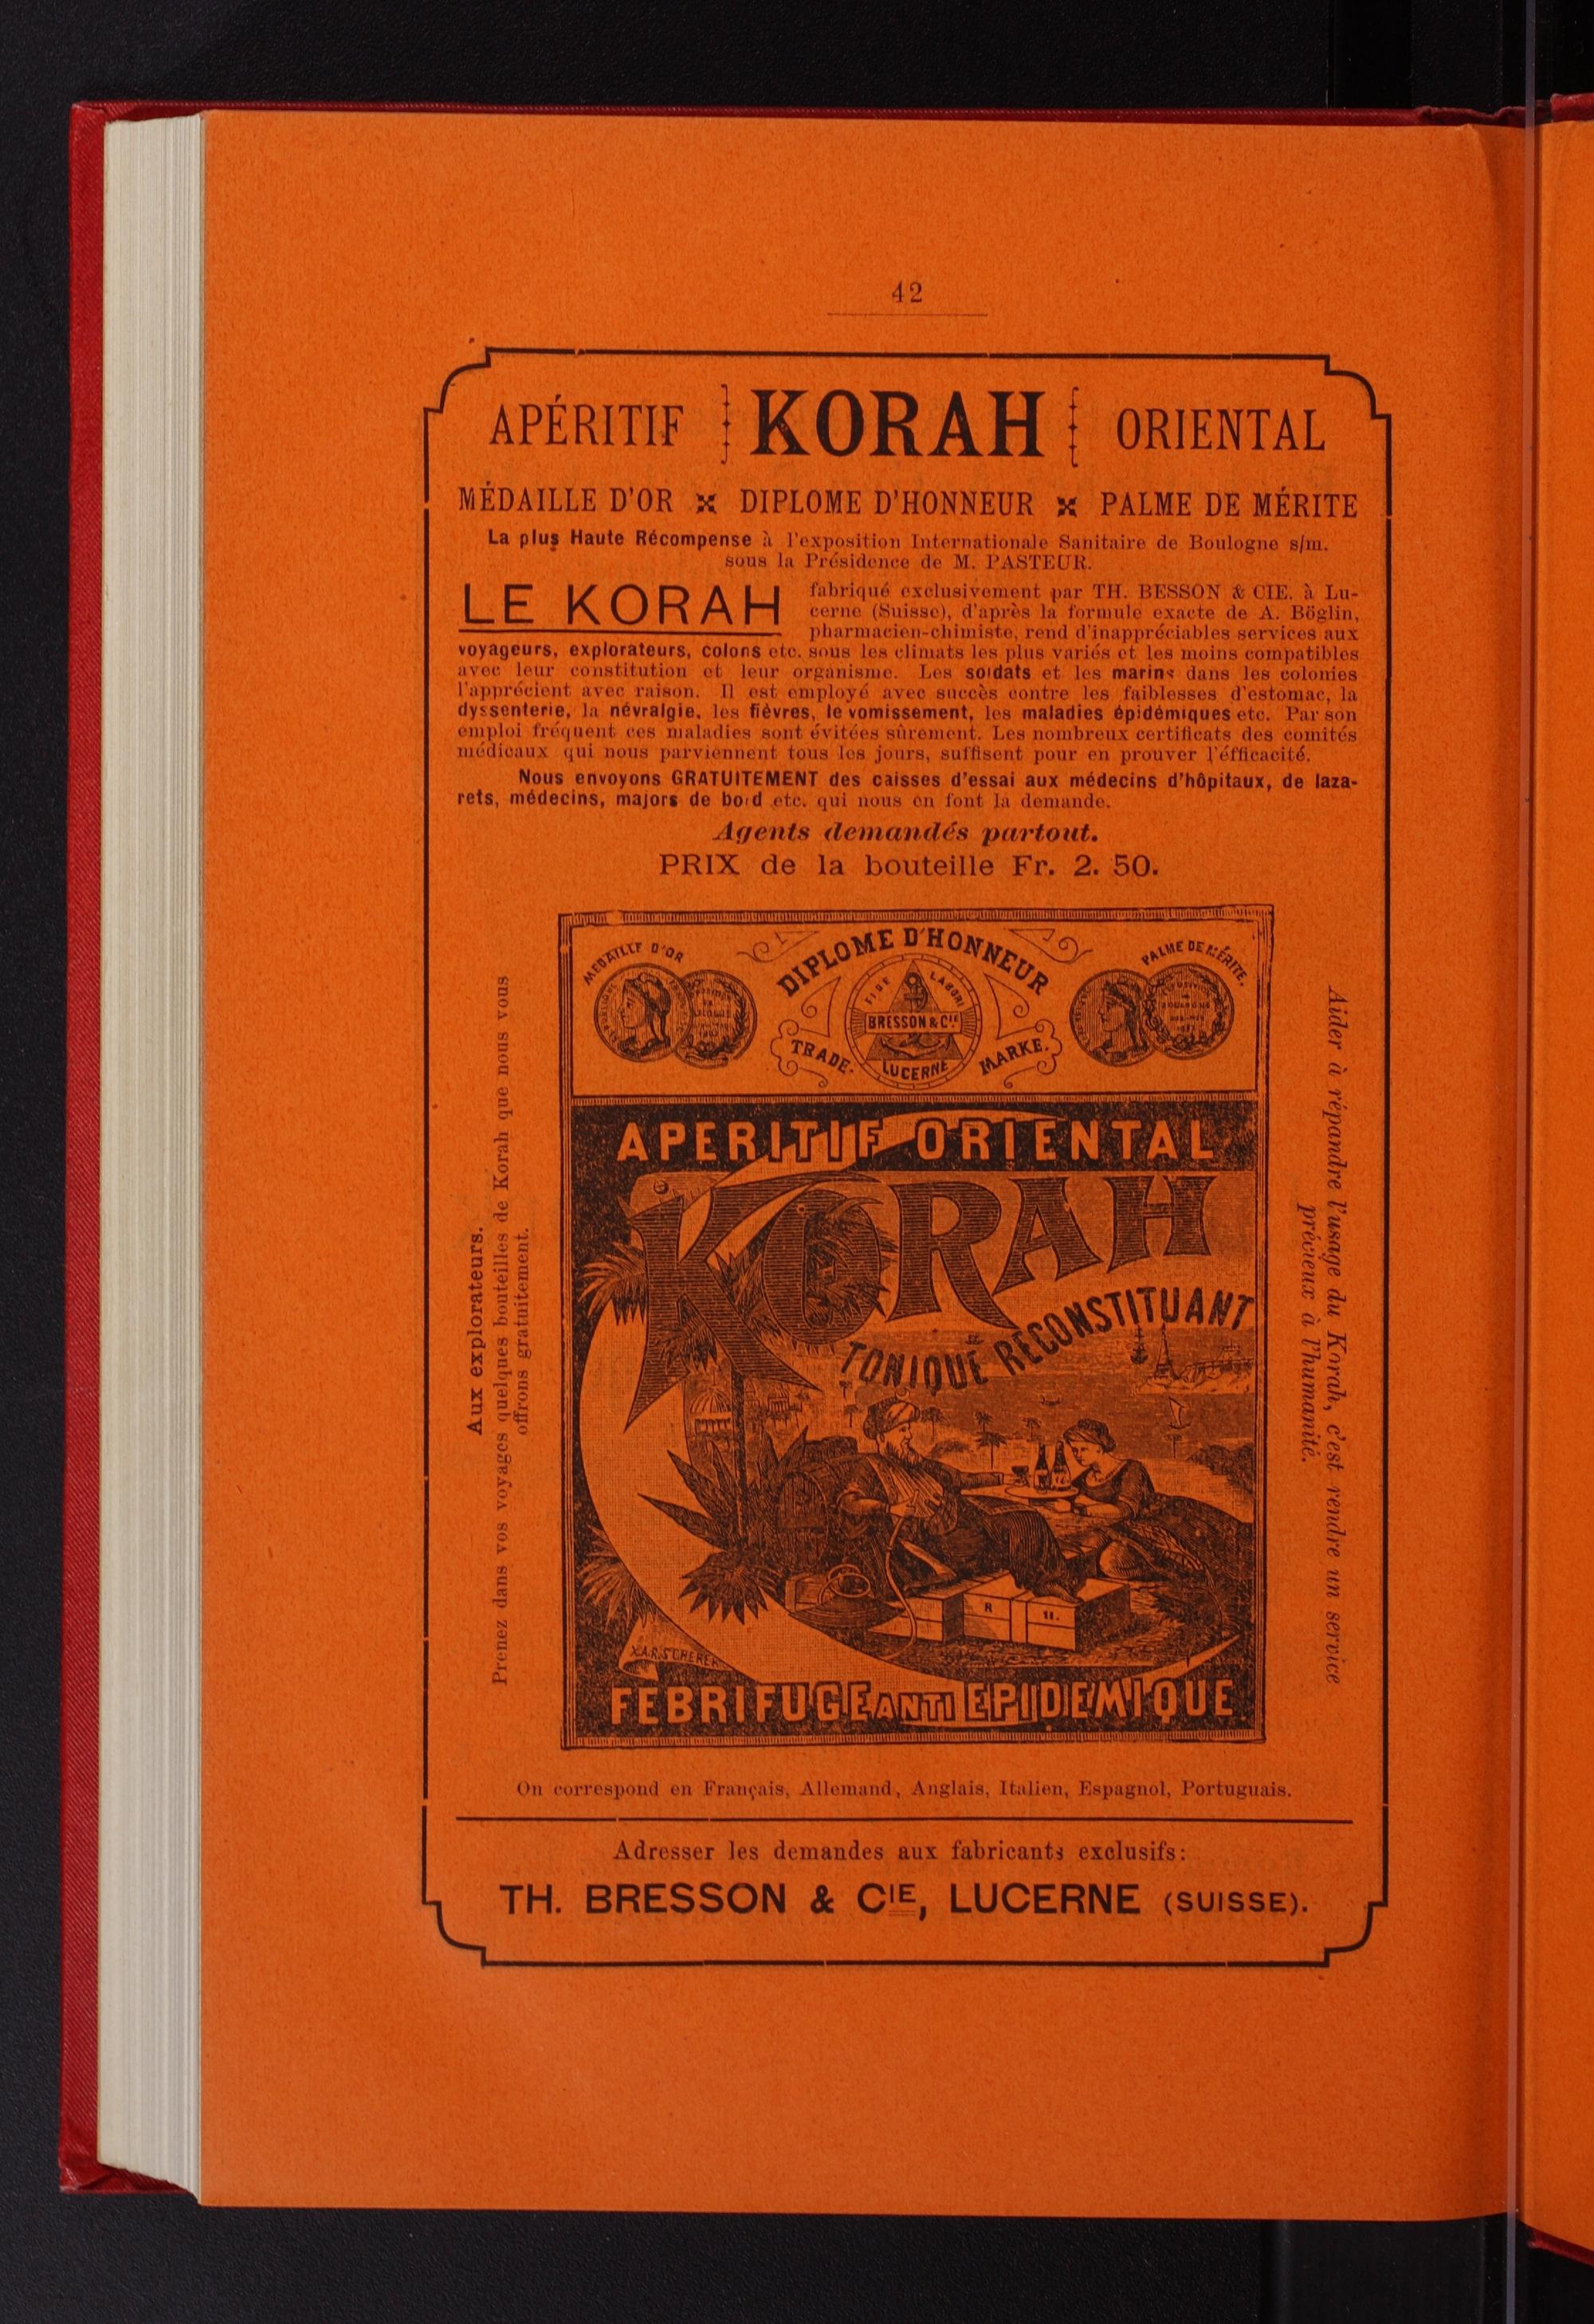 42
APÉRITIF KORAH ORIENTAL
MÉDAILLE D'OR DIPLOME D'HONNEUR PALME DE MÉRITE
La plus Haute Récompense à l'exposition Internationale Sanitaire de Boulogne s/m.
sous la Présidence de M. PASTEUR.
LE KORAH
fabriqué exclusivement par TH. BESSON & CIE. à Lu-
cerne (Suisse), d'après la formule exacte de A. Böglin,
pharmacien-chimiste, rend d'inappréciables services aux
voyageurs, explorateurs, colons etc. sous les climats les plus variés et les moins compatibles
avec leur constitution et leur organisme. Les soldats et les marins dans les colonies
l'apprécient avec raison. Il est employé avec succès contre les faiblesses d'estomac, la
dyssenterie, la névralgie, les fièvres, le vomissement, les maladies épidémiques etc. Par son
emploi fréquent ces maladies sont évitées sûrement. Les nombreux certificats des comités
médicaux qui nous parviennent tous les jours, suffisent pour en prouver l'éfficacité.
Nous envoyons GRATUITEMENT des caisses d'essai aux médecins d'hôpitaux, de laza-
rets, médecins, majors de bord etc. qui nous en font la demande.
Agents demandés partout.
PRIX de la bouteille Fr. 2. 50.
Aux explorateurs.
Prenez dans vos voyages quelques bouteilles de Korah que nous vous
offrons gratuitement.
MEDAILLE D'OR
DIPLOME D'HONNEUR
PALME DE MÉRITE.
FIDE LABORI
BRESSON & CIE
LUCERNE
TRADE- MARKE.
APERITIF ORIENTAL
KORAH
TONIQUE RECONSTITUANT
R
H.
X.A.R.SCHERER
FEBRIFUGE ANTI EPIDEMIQUE
Aider à répandre l'usage du Korah, c'est rendre un service
précieux à l'humanité.
On correspond en Français, Allemand, Anglais, Italien, Espagnol, Portuguais.
Adresser les demandes aux fabricants exclusifs:
TH. BRESSON & CIE, LUCERNE (SUISSE).